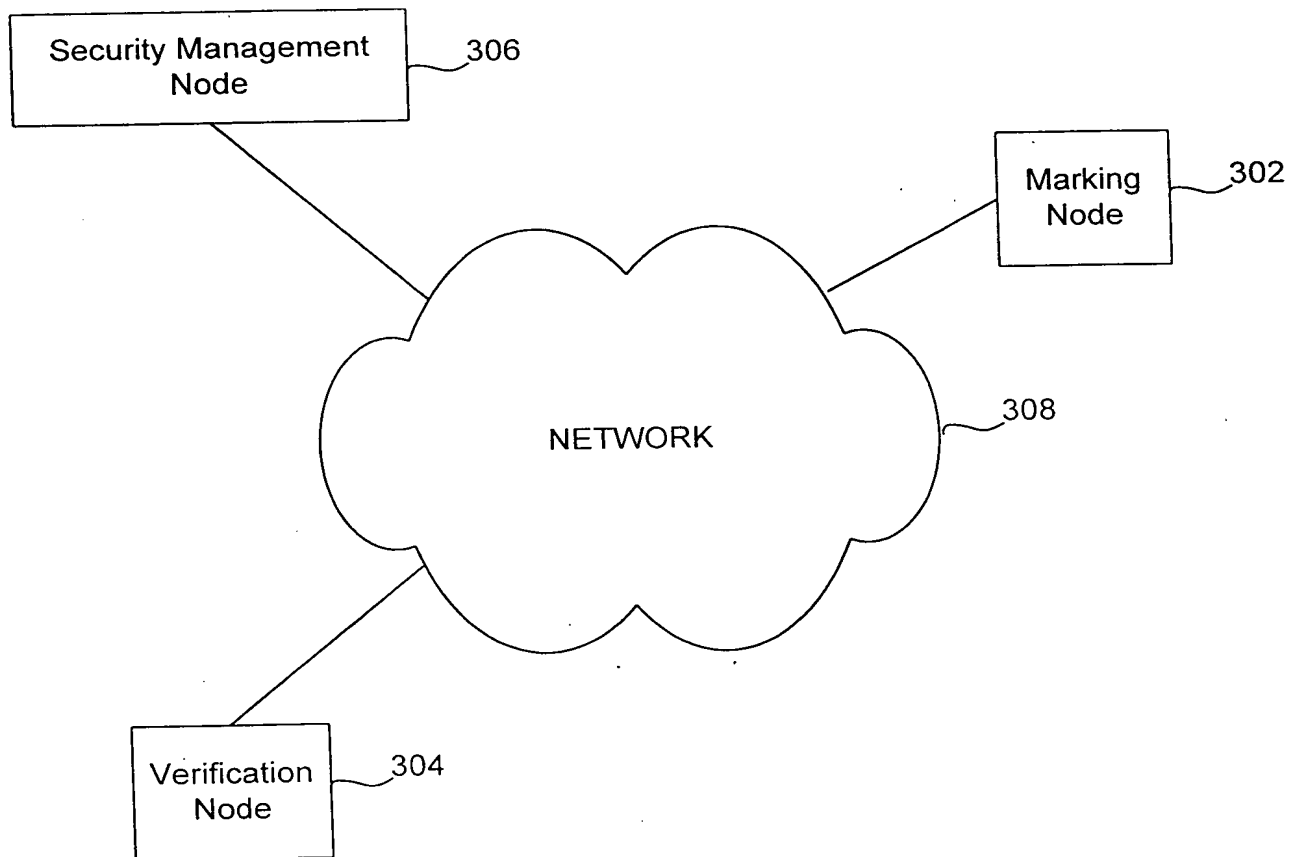 Security Management
Node
306
Marking
Node
302
NETWORK
308
Verification
Node
304